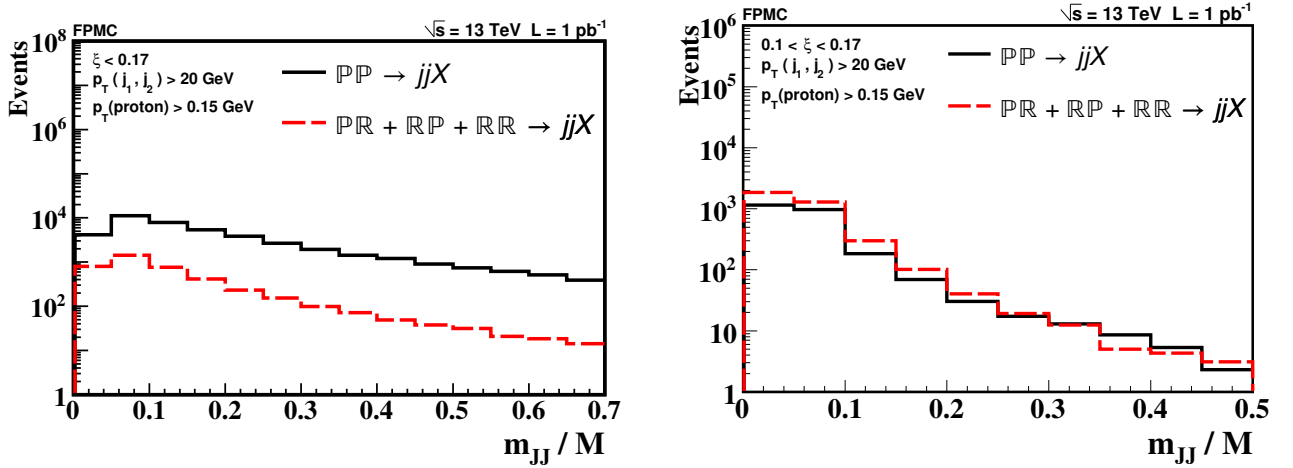 FPMC
√s = 13 TeV L = 1 pb⁻¹
Events
10⁸
10⁶
10⁴
10²
1
ξ < 0.17
p_T ( j_1 , j_2 ) > 20 GeV
p_T(proton) > 0.15 GeV
ℙℙ → jjX
ℙℝ + ℝℙ + ℝℝ → jjX
0 0.1 0.2 0.3 0.4 0.5 0.6 0.7
m_JJ / M
FPMC
√s = 13 TeV L = 1 pb⁻¹
Events
10⁶
10⁵
10⁴
10³
10²
10
1
0.1 < ξ < 0.17
p_T ( j_1 , j_2 ) > 20 GeV
p_T(proton) > 0.15 GeV
ℙℙ → jjX
ℙℝ + ℝℙ + ℝℝ → jjX
0 0.1 0.2 0.3 0.4 0.5
m_JJ / M